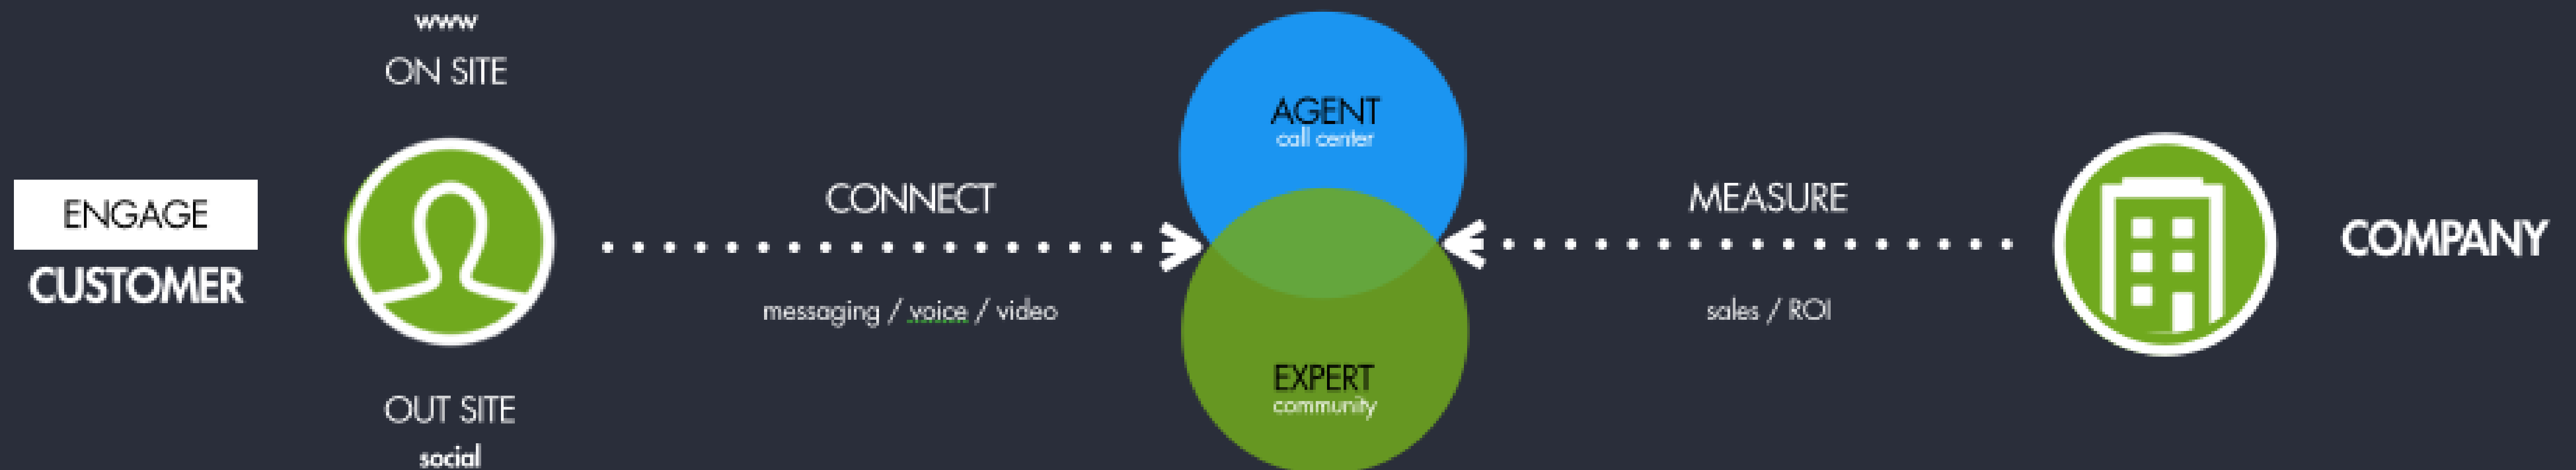 www
ON SITE
ENGAGE
CUSTOMER
OUT SITE
social
CONNECT
messaging / voice / video
AGENT
call center
EXPERT
community
MEASURE
sales / ROI
COMPANY